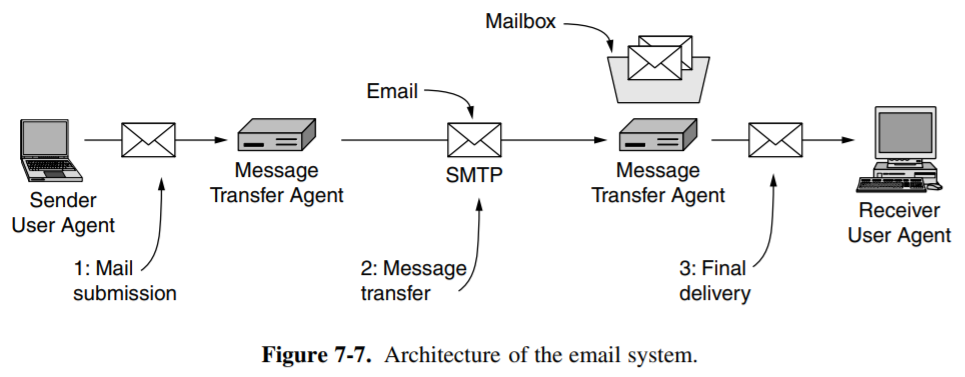 Mailbox
Email
Sender
User Agent
Message
Transfer Agent
SMTP
Message
Transfer Agent
Receiver
User Agent
1: Mail
submission
2: Message
transfer
3: Final
delivery
Figure 7-7. Architecture of the email system.